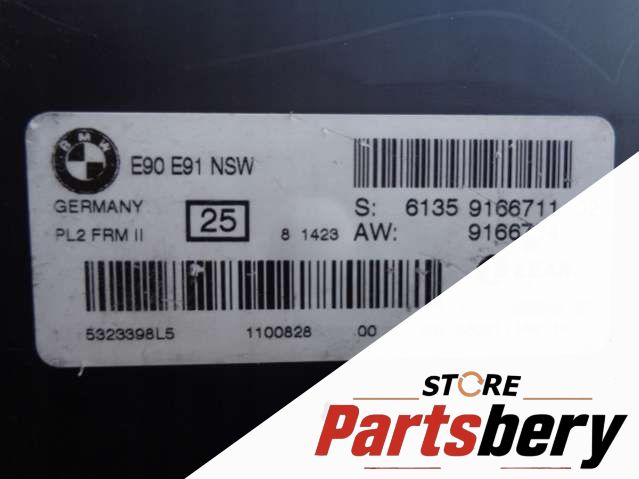 BMW
E90 E91 NSW
GERMANY
PL2 FRM II
25
8 1423
S: 6135 9166711
AW:
5323398L5 1100828 00
STORE
Partsbery